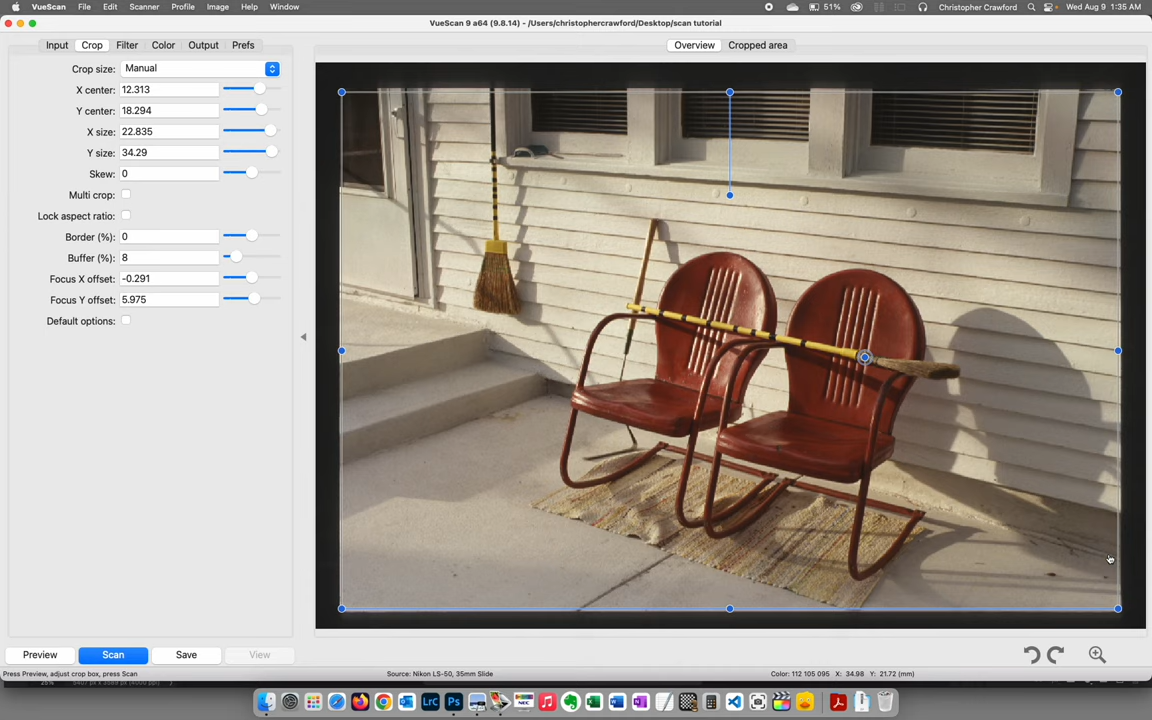 VueScan File Edit Scanner Profile Image Help Window 51% Christopher Crawford Wed Aug 9 1:35 AM
VueScan 9 a64 (9.8.14) - /Users/christophercrawford/Desktop/scan tutorial
Input Crop Filter Color Output Prefs Overview Cropped area
Crop size: Manual
X center: 12.313
Y center: 18.294
X size: 22.835
Y size: 34.29
Skew: 0
Multi crop:
Lock aspect ratio:
Border (%): 0
Buffer (%): 8
Focus X offset: -0.291
Focus Y offset: 5.975
Default options:
Preview Scan Save View
Press Preview, adjust crop box, press Scan Source: Nikon LS-50, 35mm Slide Color: 112 105 095 X: 34.98 Y: 21.72 (mm)